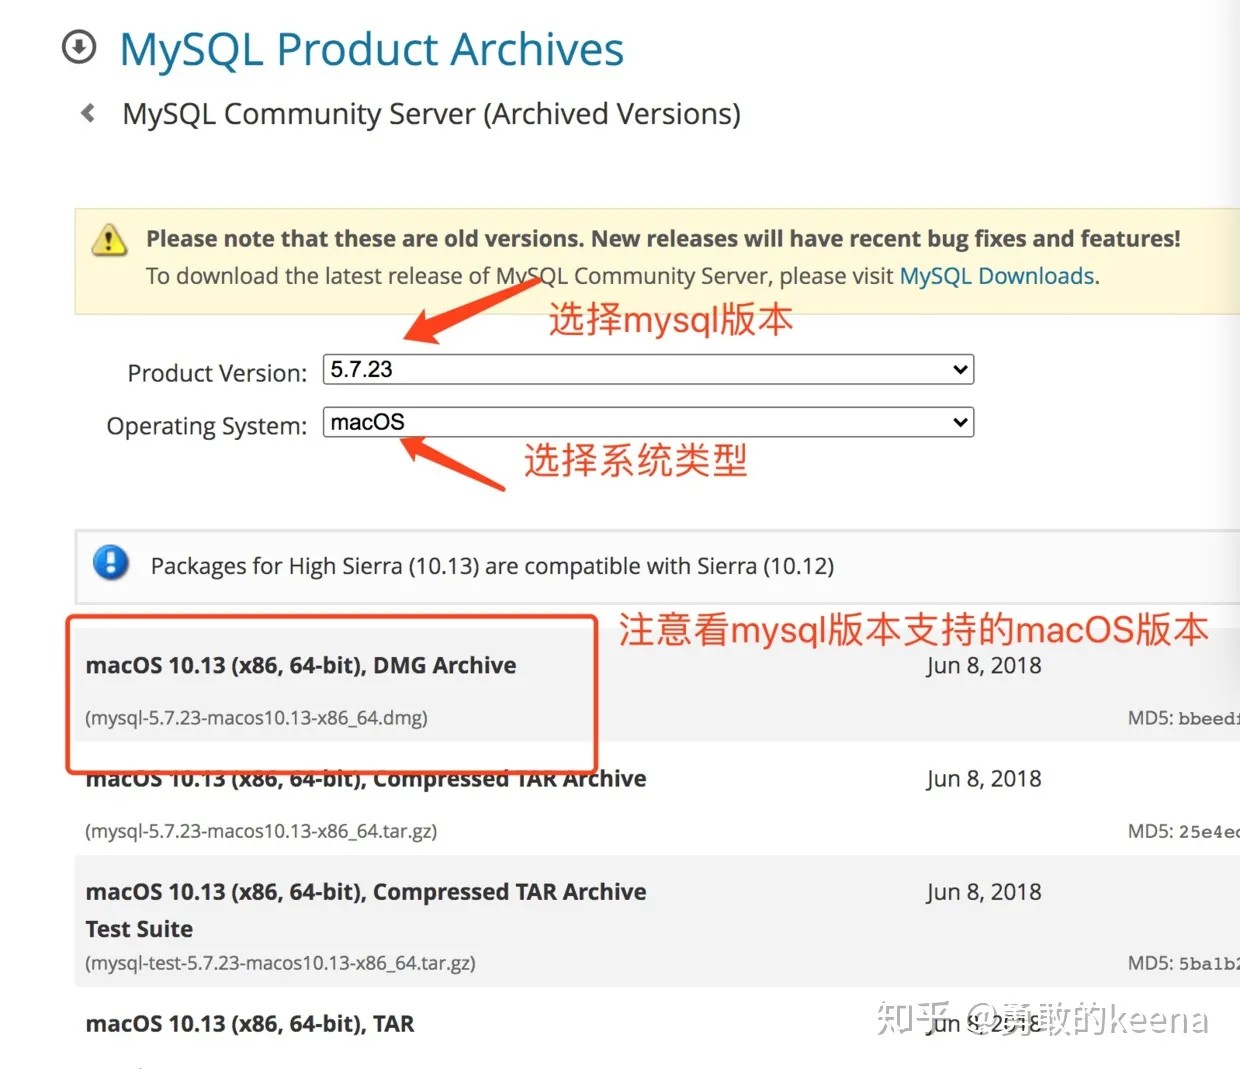 MySQL Product Archives
MySQL Community Server (Archived Versions)
Please note that these are old versions. New releases will have recent bug fixes and features!
To download the latest release of MySQL Community Server, please visit MySQL Downloads.
选择mysql版本
Product Version: 5.7.23
Operating System: macOS
选择系统类型
Packages for High Sierra (10.13) are compatible with Sierra (10.12)
注意看mysql版本支持的macOS版本
macOS 10.13 (x86, 64-bit), DMG Archive Jun 8, 2018
(mysql-5.7.23-macos10.13-x86_64.dmg) MD5: bbeedf
macOS 10.13 (x86, 64-bit), Compressed TAR Archive Jun 8, 2018
(mysql-5.7.23-macos10.13-x86_64.tar.gz) MD5: 25e4ec
macOS 10.13 (x86, 64-bit), Compressed TAR Archive Jun 8, 2018
Test Suite
(mysql-test-5.7.23-macos10.13-x86_64.tar.gz) MD5: 5ba1b2
macOS 10.13 (x86, 64-bit), TAR Jun 8, 2018
知乎 @勇敢的keena